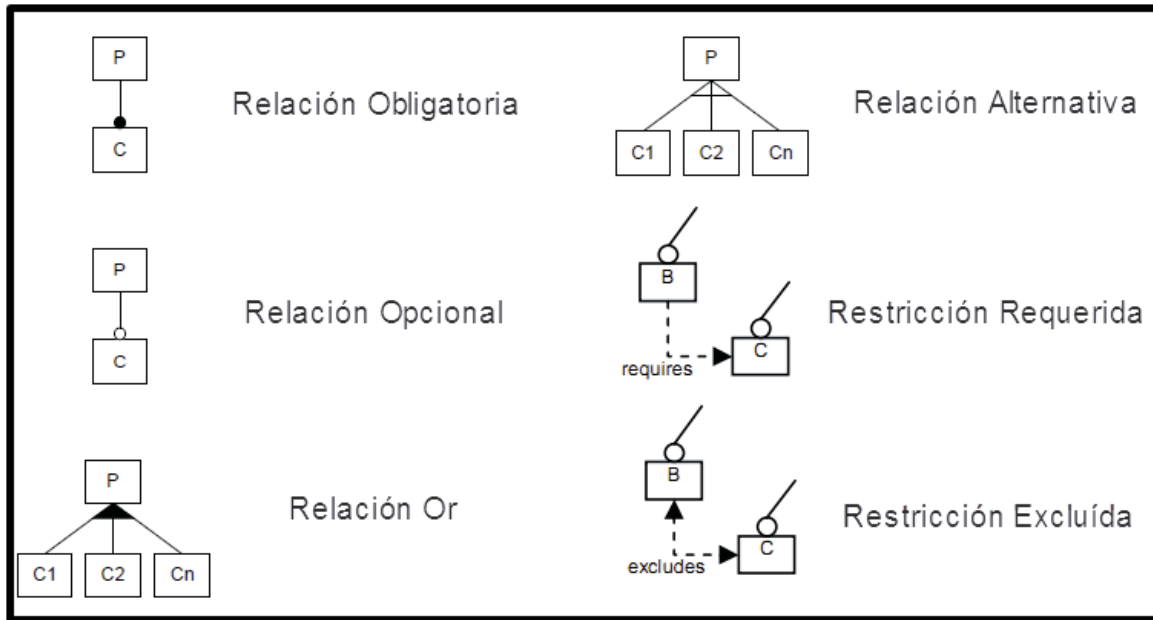 P
Relación Obligatoria
C
P
Relación Alternativa
C1 C2 Cn
P
Relación Opcional
C
B
Restricción Requerida
C
requires
P
Relación Or
C1 C2 Cn
B
Restricción Excluída
C
excludes